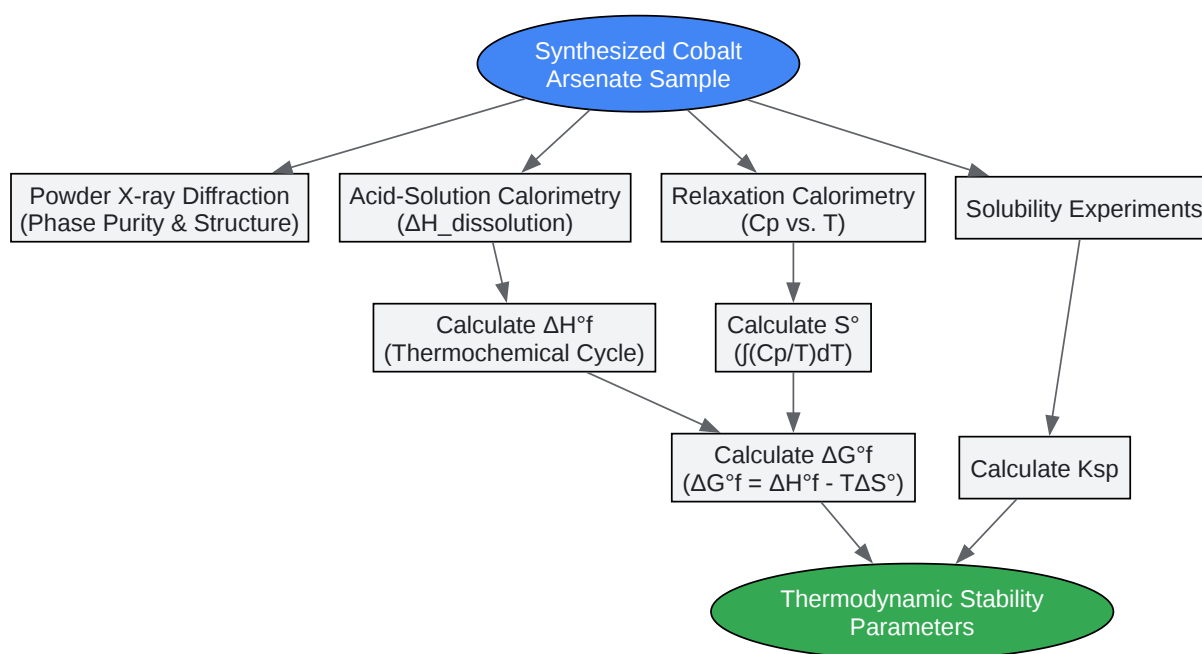 Synthesized Cobalt
Arsenate Sample
Powder X-ray Diffraction
(Phase Purity & Structure)
Acid-Solution Calorimetry
(ΔH_dissolution)
Relaxation Calorimetry
(Cp vs. T)
Solubility Experiments
Calculate ΔH°f
(Thermochemical Cycle)
Calculate S°
(∫(Cp/T)dT)
Calculate ΔG°f
(ΔG°f = ΔH°f - TΔS°)
Calculate Ksp
Thermodynamic Stability
Parameters